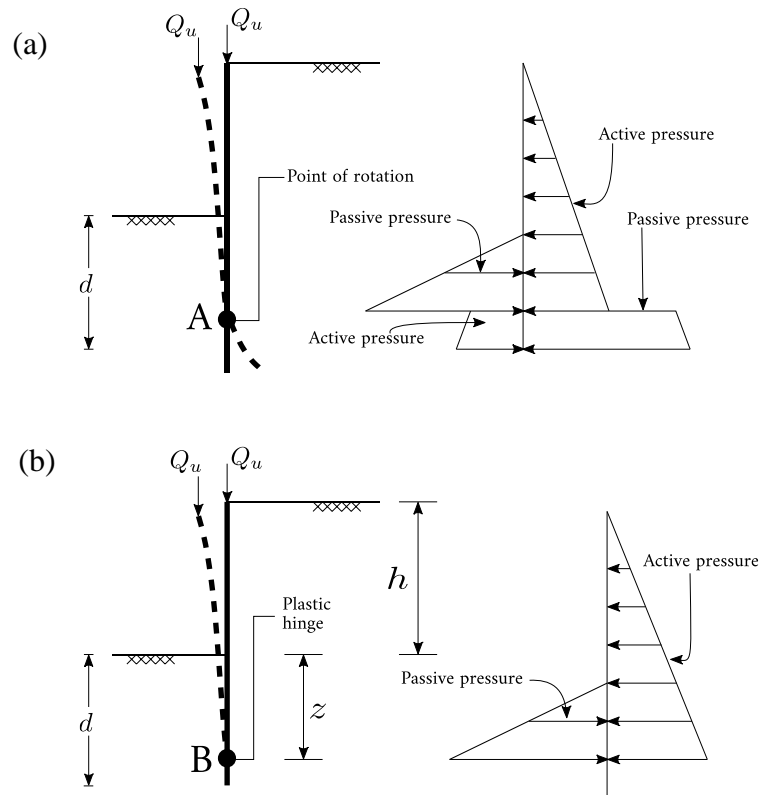 (a)
Q_u
Q_u
Point of rotation
A
d
Active pressure
Passive pressure
Passive pressure
Active pressure
(b)
Q_u
Q_u
h
Plastic
hinge
z
d
B
Active pressure
Passive pressure